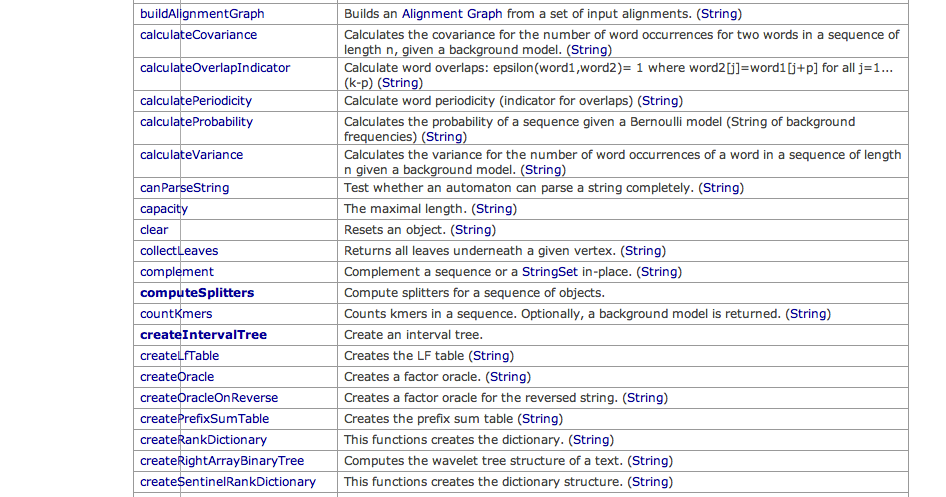 buildAlignmentGraph Builds an Alignment Graph from a set of input alignments. (String)
calculateCovariance Calculates the covariance for the number of word occurrences for two words in a sequence of
length n, given a background model. (String)
calculateOverlapIndicator Calculate word overlaps: epsilon(word1,word2)= 1 where word2[j]=word1[j+p] for all j=1...
(k-p) (String)
calculatePeriodicity Calculate word periodicity (indicator for overlaps) (String)
calculateProbability Calculates the probability of a sequence given a Bernoulli model (String of background
frequencies) (String)
calculateVariance Calculates the variance for the number of word occurrences of a word in a sequence of length
n given a background model. (String)
canParseString Test whether an automaton can parse a string completely. (String)
capacity The maximal length. (String)
clear Resets an object. (String)
collectLeaves Returns all leaves underneath a given vertex. (String)
complement Complement a sequence or a StringSet in-place. (String)
computeSplitters Compute splitters for a sequence of objects.
countKmers Counts kmers in a sequence. Optionally, a background model is returned. (String)
createIntervalTree Create an interval tree.
createLfTable Creates the LF table (String)
createOracle Creates a factor oracle. (String)
createOracleOnReverse Creates a factor oracle for the reversed string. (String)
createPrefixSumTable Creates the prefix sum table (String)
createRankDictionary This functions creates the dictionary. (String)
createRightArrayBinaryTree Computes the wavelet tree structure of a text. (String)
createSentinelRankDictionary This functions creates the dictionary structure. (String)